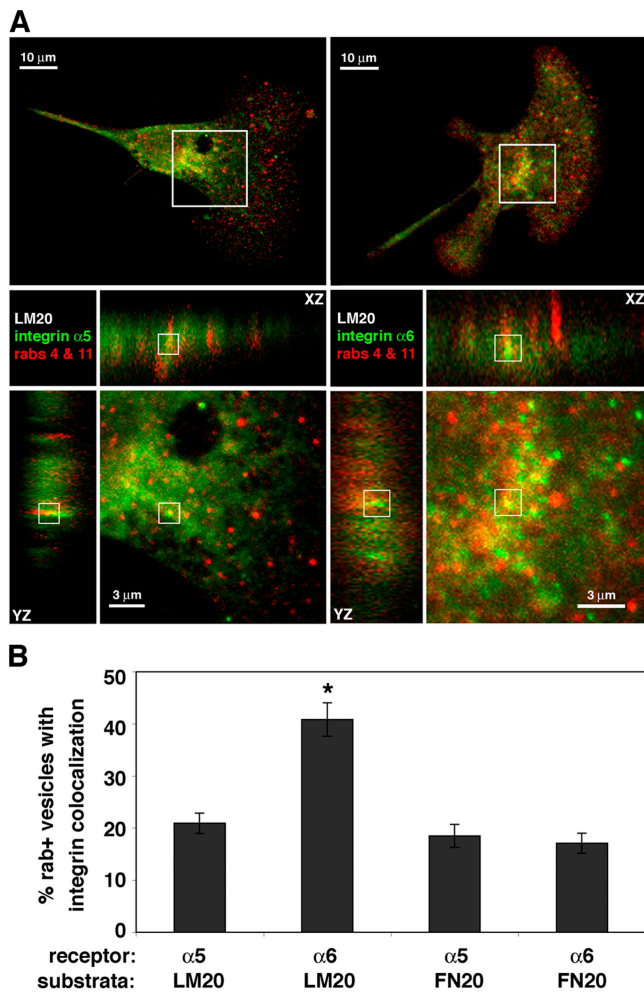 A
10 μm
10 μm
XZ
LM20
integrin α5
rabs 4 & 11
XZ
LM20
integrin α6
rabs 4 & 11
YZ
3 μm
YZ
3 μm
B
% rab+ vesicles with
integrin colocalization
50
40
30
20
10
0
*
receptor: α5 α6 α5 α6
substrata: LM20 LM20 FN20 FN20